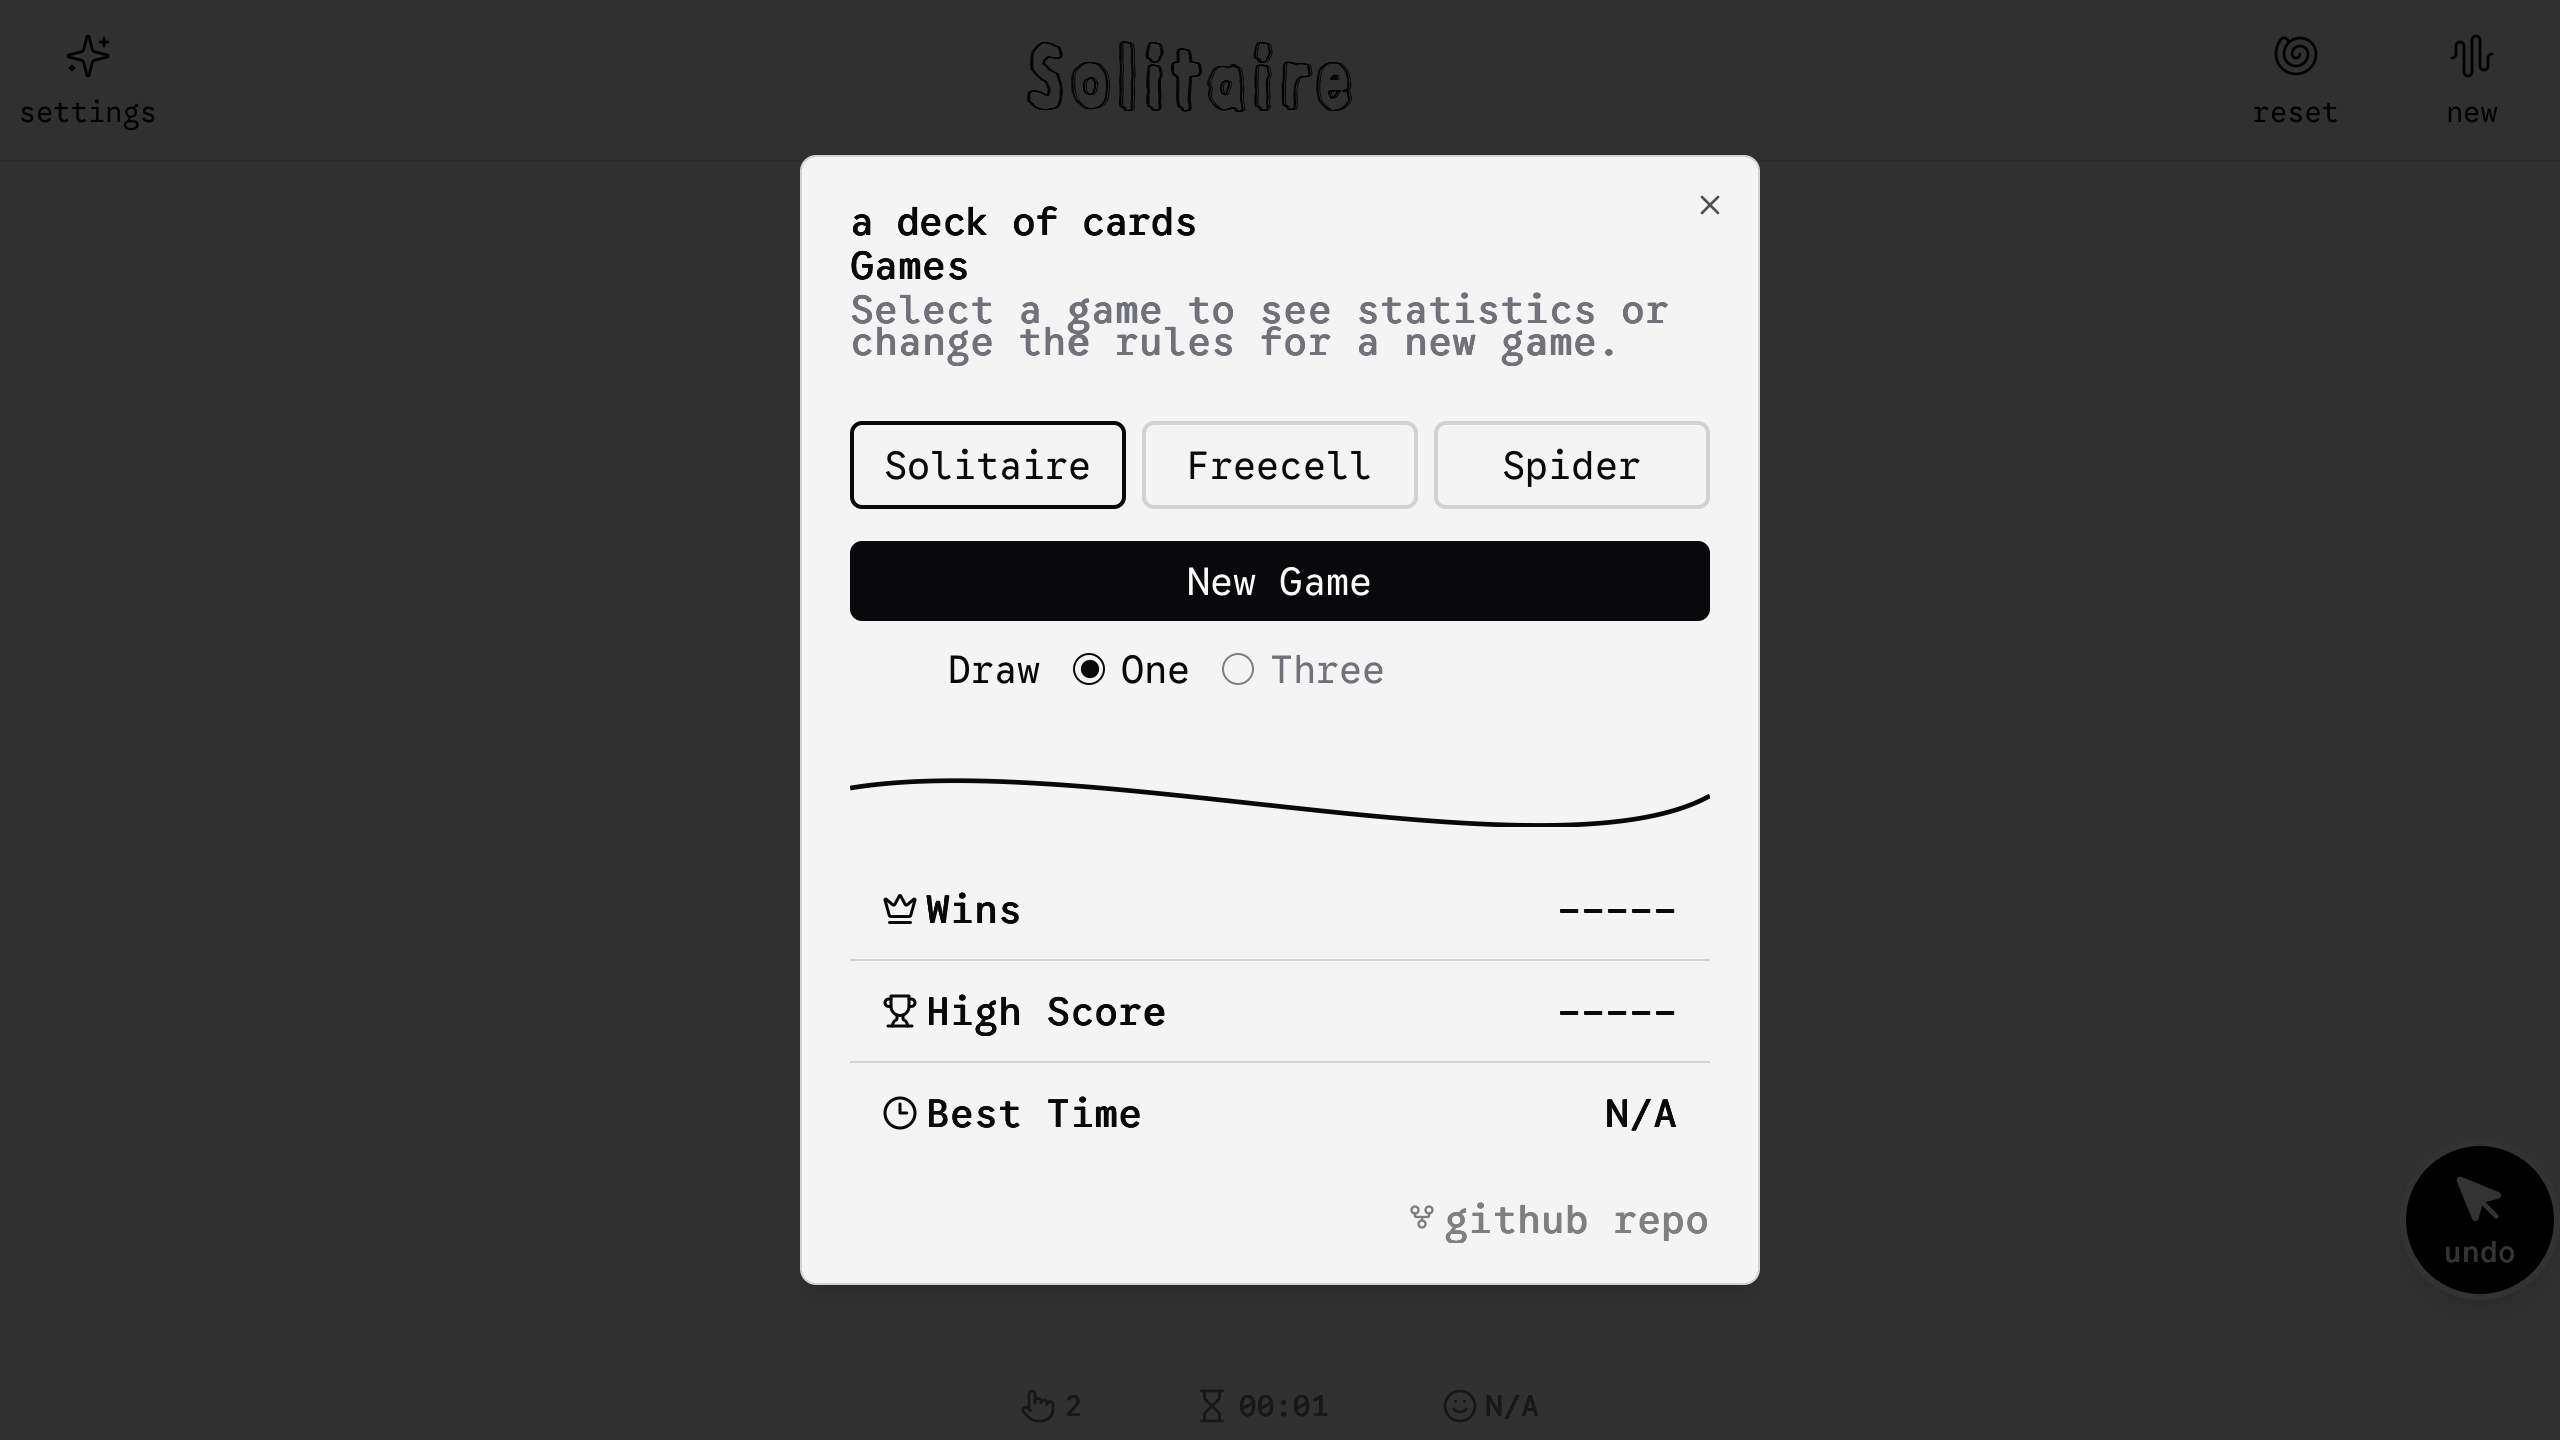 settings
Solitaire
reset
new
a deck of cards
Games
Select a game to see statistics or
change the rules for a new game.
Solitaire
Freecell
Spider
New Game
Draw One Three
Wins -----
High Score -----
Best Time N/A
github repo
undo
2 00:01 N/A